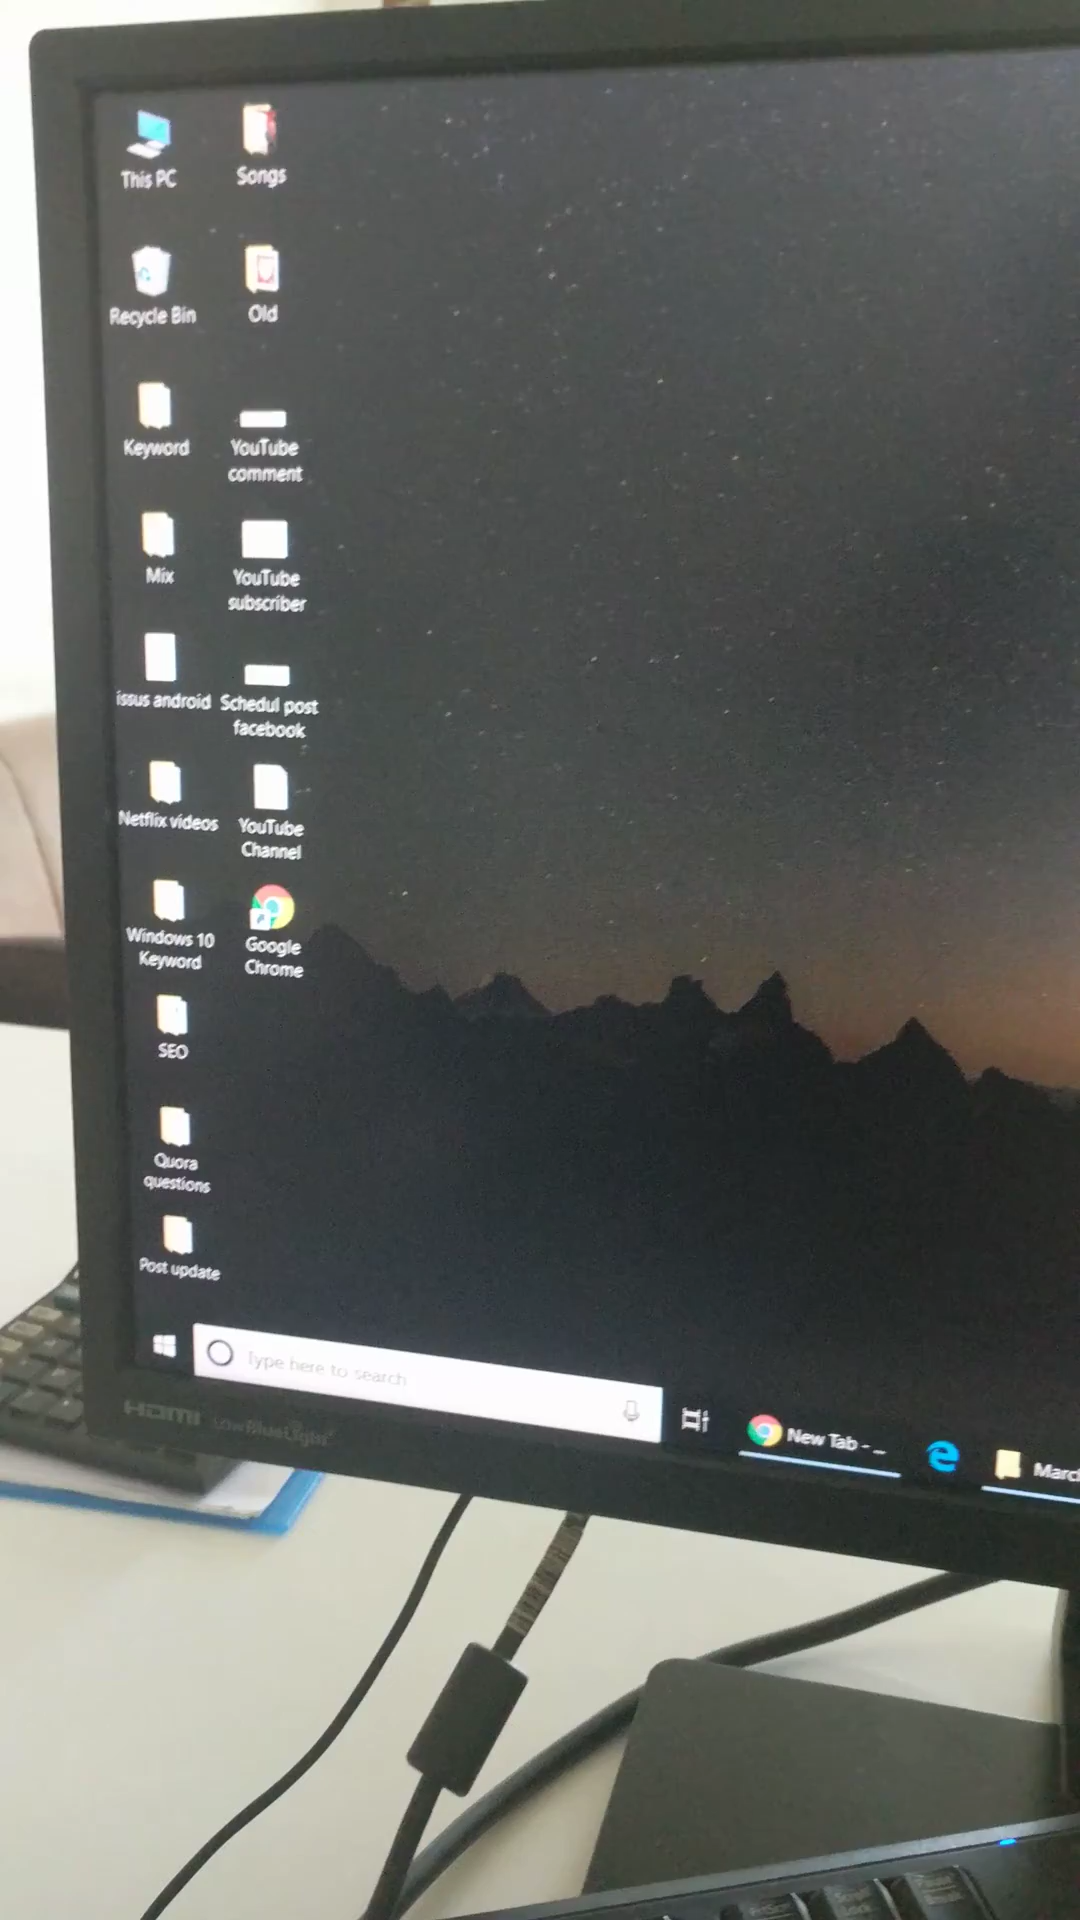 This PC
Songs
Recycle Bin
Old
Keyword
YouTube
comment
Mix
YouTube
subscriber
issus android
Schedul post
facebook
Netflix videos
YouTube
Channel
Windows 10
Keyword
Google
Chrome
SEO
Quora
questions
Post update
Type here to search
New Tab - ...
March
HDMI
LowBlueLight